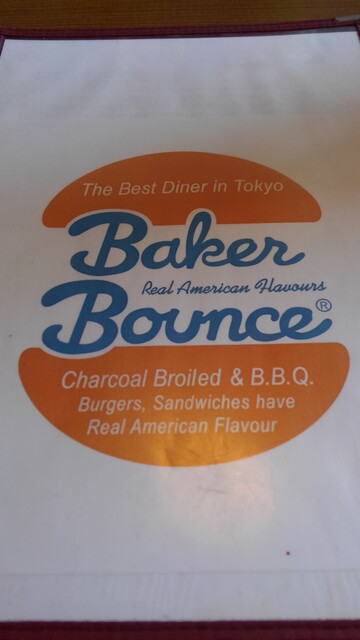 The Best Diner in Tokyo
Baker
Real American Flavours
Bounce®
Charcoal Broiled & B.B.Q.
Burgers, Sandwiches have
Real American Flavour